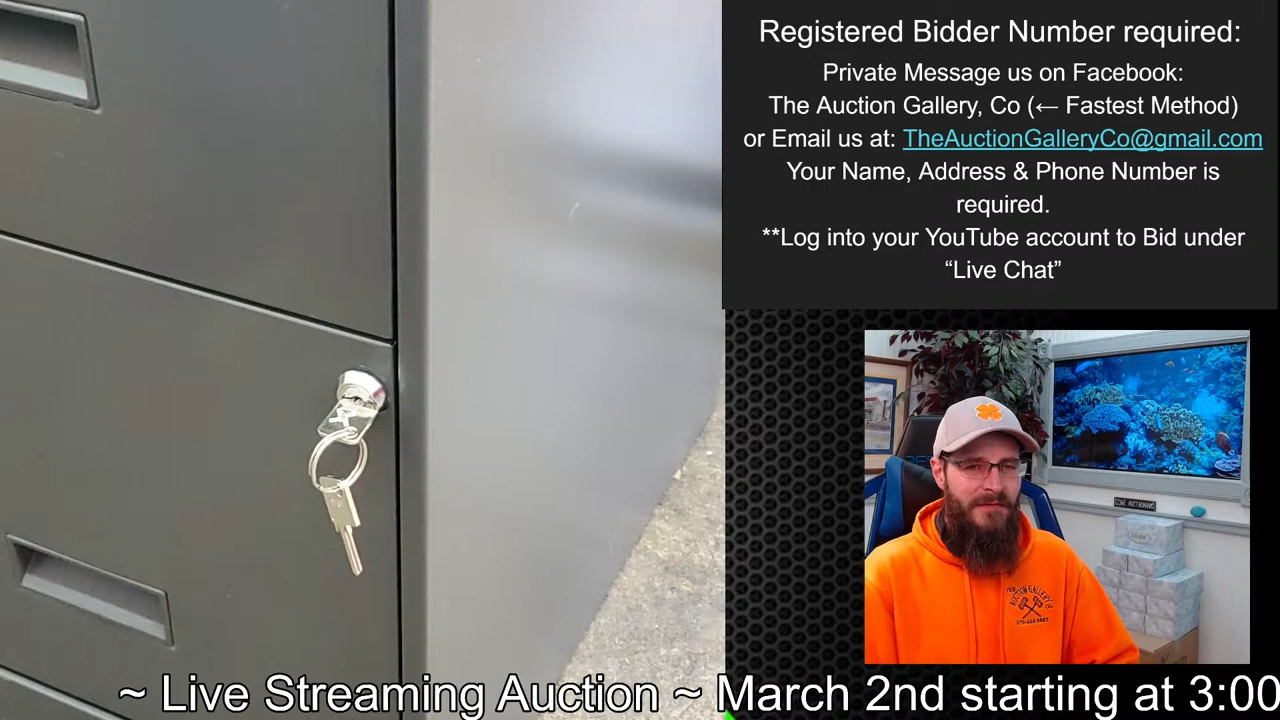 Registered Bidder Number required:
Private Message us on Facebook:
The Auction Gallery, Co (← Fastest Method)
or Email us at: TheAuctionGalleryCo@gmail.com
Your Name, Address & Phone Number is
required.
**Log into your YouTube account to Bid under
“Live Chat”
AUCTION GALLERY
~ Live Streaming Auction ~ March 2nd starting at 3:00